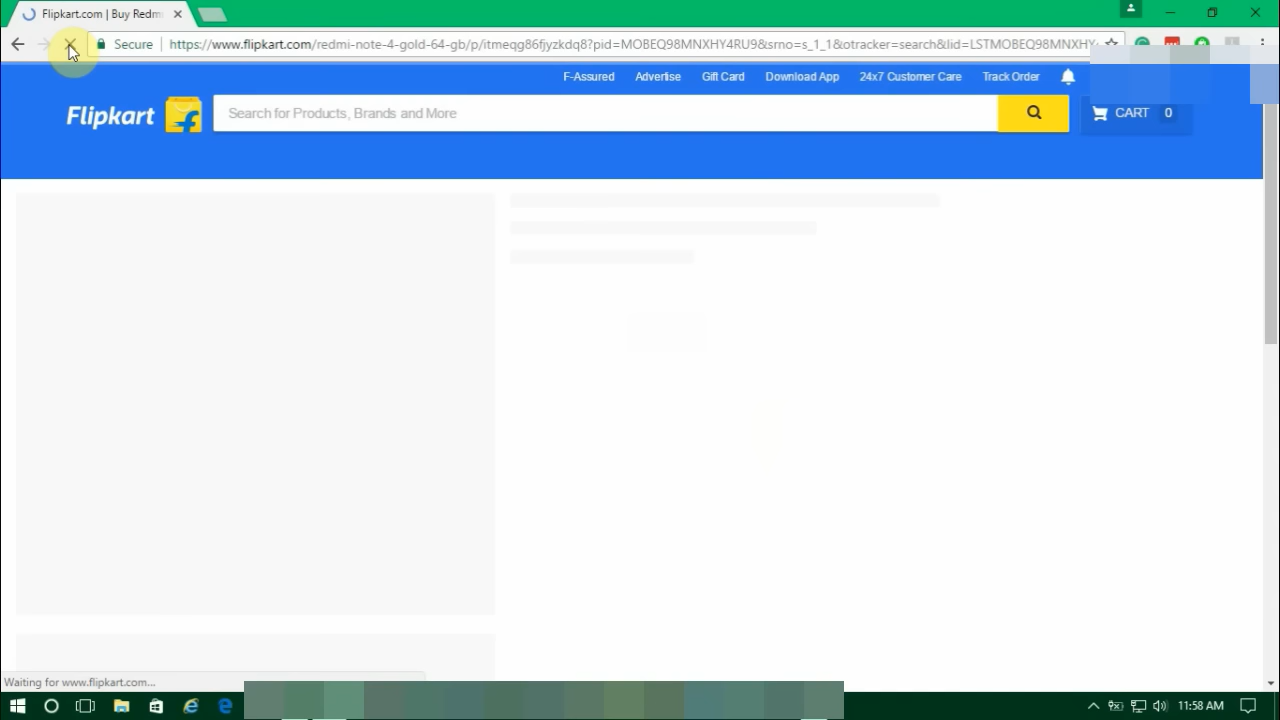 Flipkart.com | Buy Redm
Secure
https://www.flipkart.com/redmi-note-4-gold-64-gb/p/itmeqg86fjyzkdq8?pid=MOBEQ98MNXHY4RU9&srno=s_1_1&otracker=search&lid=LSTMOBEQ98MNXHY
F-Assured Advertise Gift Card Download App 24x7 Customer Care Track Order
Flipkart
Search for Products, Brands and More
CART 0
Waiting for www.flipkart.com...
11:58 AM